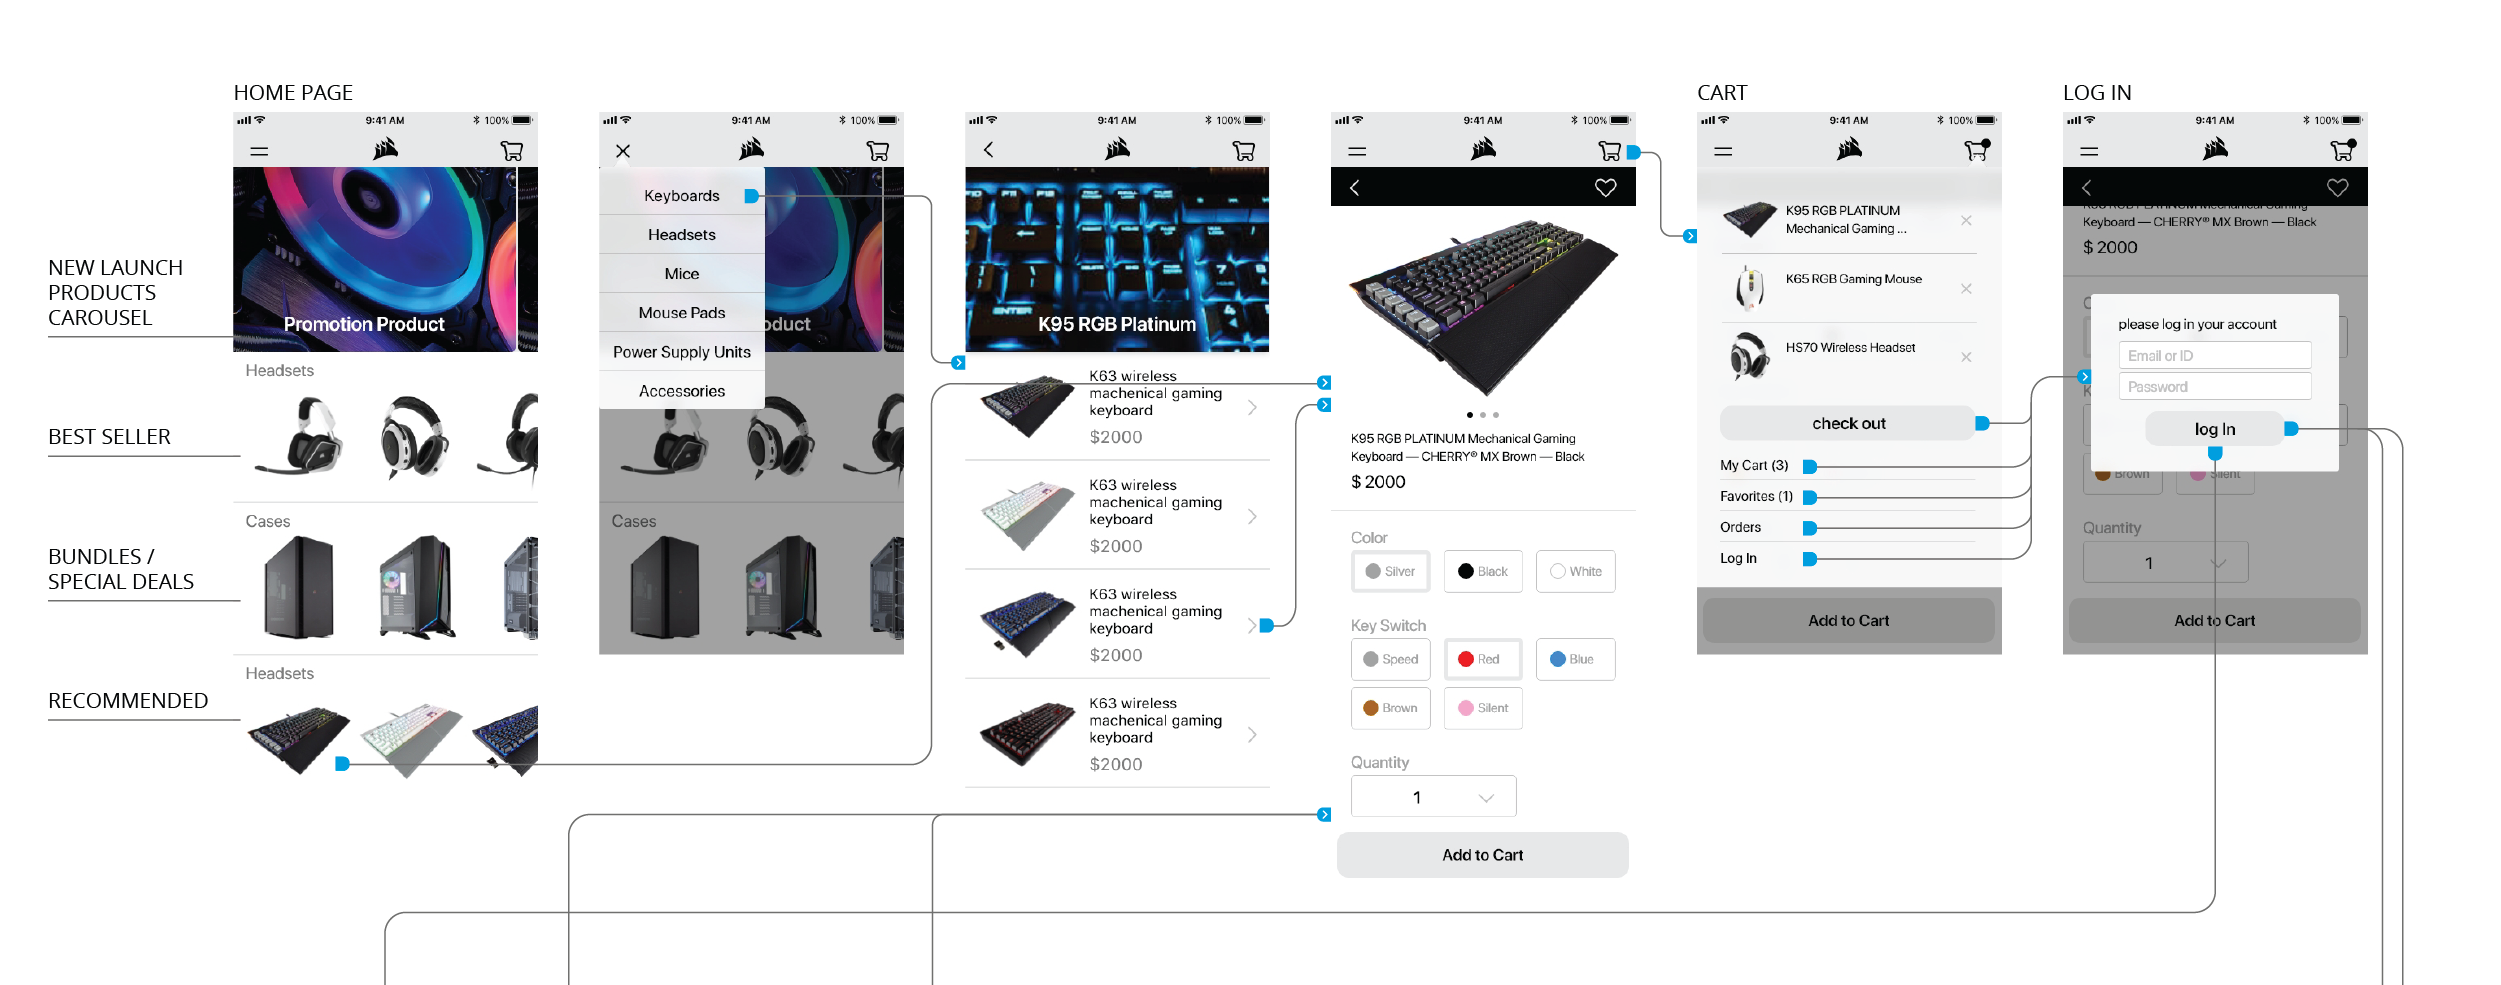 HOME PAGE
CART
LOG IN
9:41 AM
100%
9:41 AM
100%
9:41 AM
100%
9:41 AM
100%
9:41 AM
100%
9:41 AM
100%
NEW LAUNCH
PRODUCTS
CAROUSEL
BEST SELLER
BUNDLES /
SPECIAL DEALS
RECOMMENDED
Promotion Product
Headsets
Cases
Headsets
Keyboards
Headsets
Mice
Mouse Pads
Power Supply Units
Accessories
oduct
Cases
K95 RGB Platinum
K63 wireless
machenical gaming
keyboard
$2000
K63 wireless
machenical gaming
keyboard
$2000
K63 wireless
machenical gaming
keyboard
$2000
K63 wireless
machenical gaming
keyboard
$2000
K95 RGB PLATINUM Mechanical Gaming
Keyboard — CHERRY® MX Brown — Black
$ 2000
Color
Silver
Black
White
Key Switch
Speed
Red
Blue
Brown
Silent
Quantity
1
Add to Cart
K95 RGB PLATINUM
Mechanical Gaming ...
K65 RGB Gaming Mouse
HS70 Wireless Headset
check out
My Cart (3)
Favorites (1)
Orders
Log In
Add to Cart
K95 RGB PLATINUM Mechanical Gaming
Keyboard — CHERRY® MX Brown — Black
$ 2000
please log in your account
Email or ID
Password
log In
Brown
Silent
Quantity
1
Add to Cart